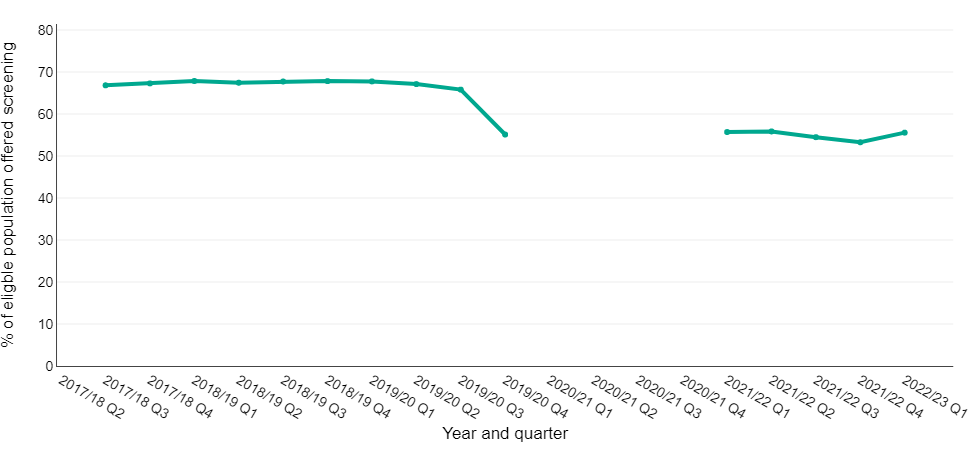 % of eligble population offered screening
80
70
60
50
40
30
20
10
0
2017/18 Q2
2017/18 Q3
2017/18 Q4
2018/19 Q1
2018/19 Q2
2018/19 Q3
2018/19 Q4
2019/20 Q1
2019/20 Q2
2019/20 Q3
2019/20 Q4
2020/21 Q1
2020/21 Q2
2020/21 Q3
2020/21 Q4
2021/22 Q1
2021/22 Q2
2021/22 Q3
2021/22 Q4
2022/23 Q1
Year and quarter